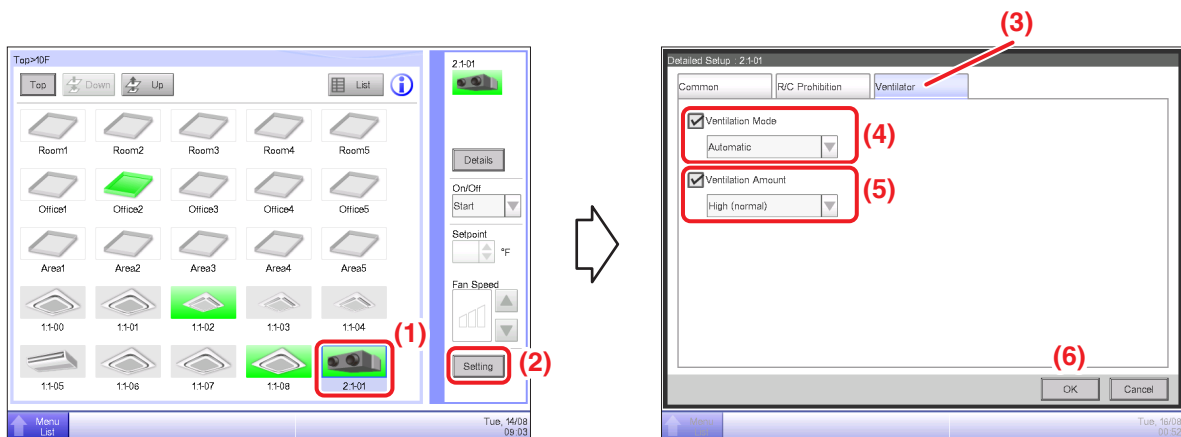 (3)
Top>10F
Top
Down
Up
List
Room1 Room2 Room3 Room4 Room5
Office1 Office2 Office3 Office4 Office5
Area1 Area2 Area3 Area4 Area5
1:1-00 1:1-01 1:1-02 1:1-03 1:1-04
(1)
1:1-05 1:1-06 1:1-07 1:1-08 2:1-01
2:1-01
Details
On/Off
Start
Setpoint
°F
Fan Speed
Setting
(2)
Menu
List
Tue, 14/08
09:03
Detailed Setup : 2:1-01
Common R/C Prohibition Ventilator
Ventilation Mode
Automatic
(4)
Ventilation Amount
High (normal)
(5)
(6)
OK Cancel
Menu
List
Tue, 16/08
00:52